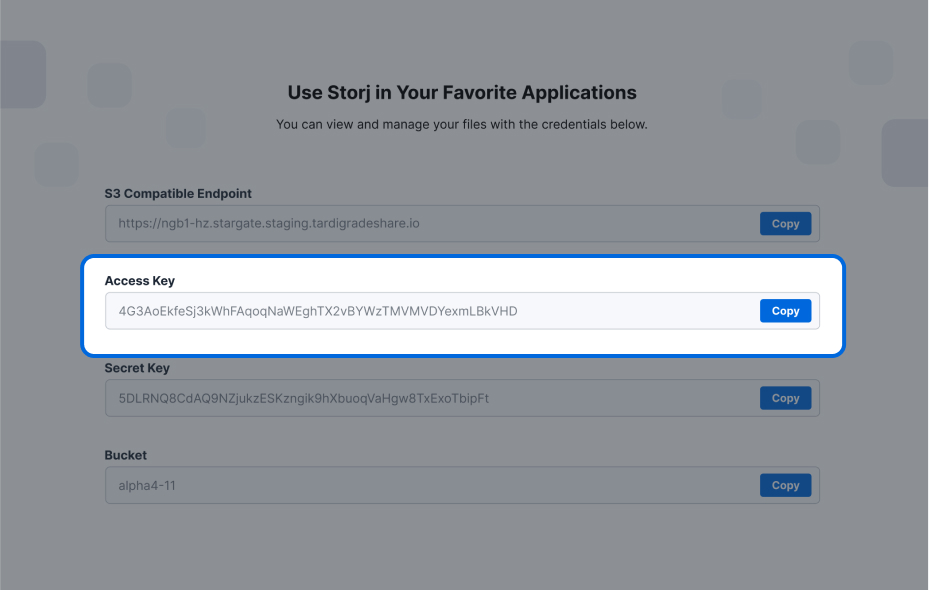 Use Storj in Your Favorite Applications
You can view and manage your files with the credentials below.
S3 Compatible Endpoint
https://ngb1-hz.stargate.staging.tardigradeshare.io
Copy
Access Key
4G3AoEkfeSj3kWhFAqoqNaWEghTX2vBYWzTMVMVDYexmLBkVHD
Copy
Secret Key
5DLRNQ8CdAQ9NZjukzESKzngik9hXbuoqVaHgw8TxExoTbipFt
Copy
Bucket
alpha4-11
Copy